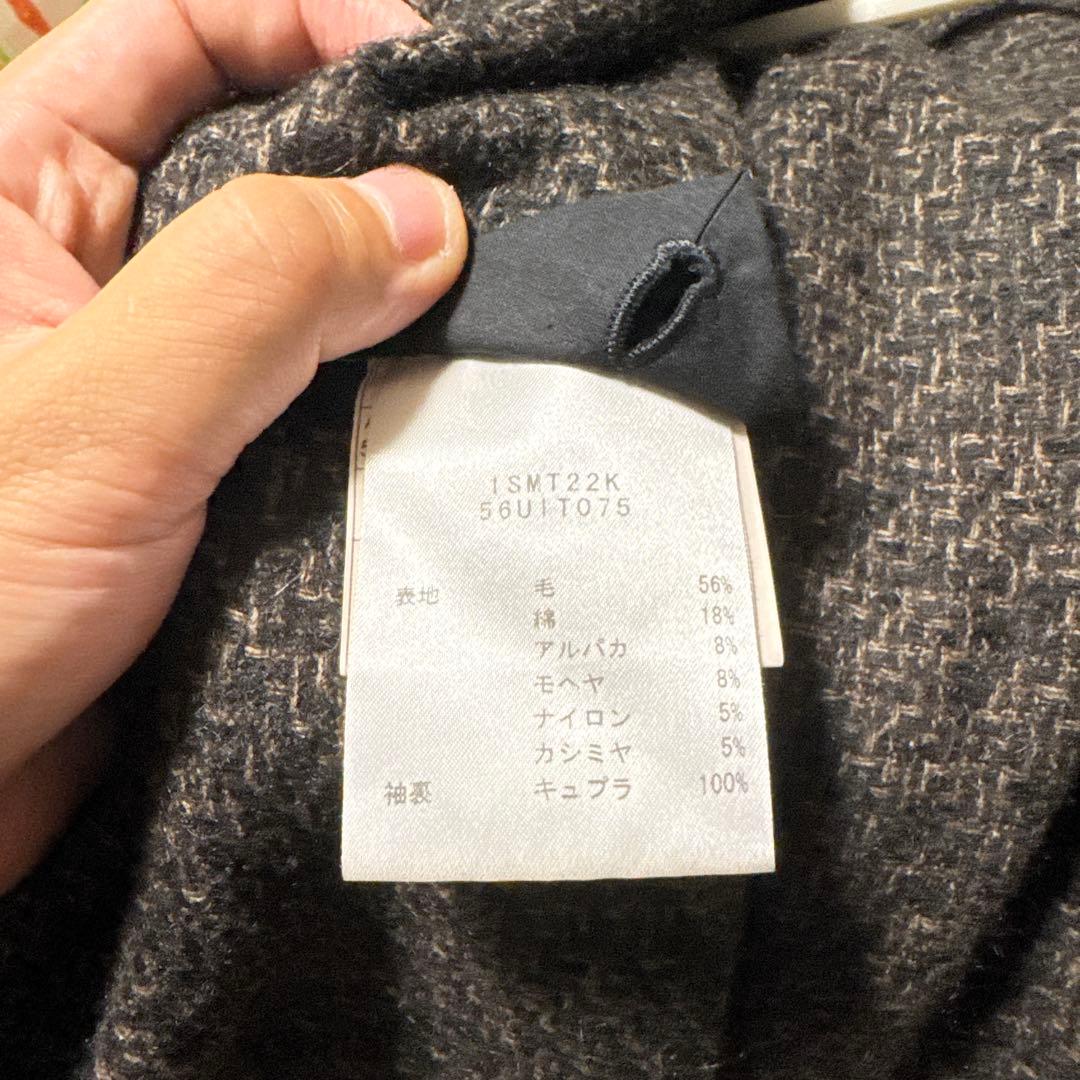 ISMT22K
56UIT075
表地 毛 56%
綿 18%
アルパカ 8%
モヘヤ 8%
ナイロン 5%
カシミヤ 5%
袖裏 キュプラ 100%